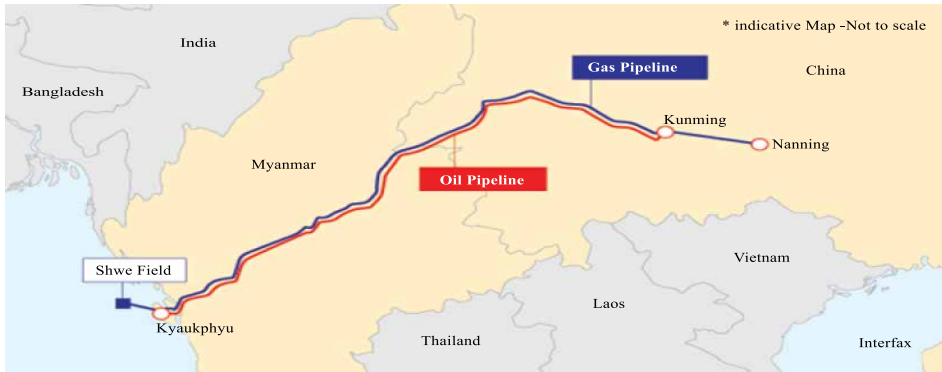 * indicative Map -Not to scale
India
Gas Pipeline
China
Bangladesh
Kunming
Nanning
Myanmar
Oil Pipeline
Shwe Field
Vietnam
Laos
Kyaukphyu
Thailand
Interfax